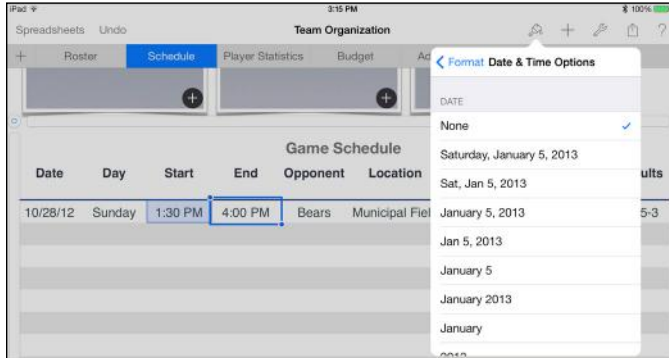 iPad 3:15 PM 100%
Spreadsheets Undo Team Organization
Roster Schedule Player Statistics Budget Ad
Format Date & Time Options
DATE
None
Saturday, January 5, 2013
Sat, Jan 5, 2013
January 5, 2013
Jan 5, 2013
January 5
January 2013
January
2013
Game Schedule
Date Day Start End Opponent Location ults
10/28/12 Sunday 1:30 PM 4:00 PM Bears Municipal Fiel 5-3